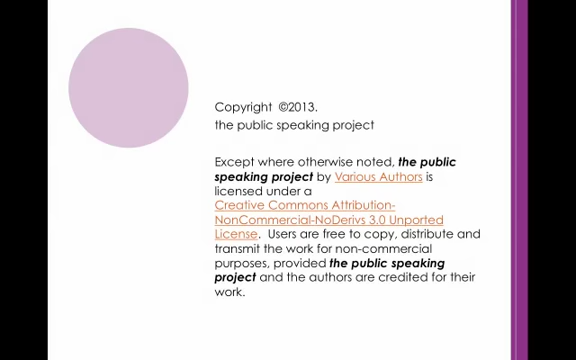 Copyright ©2013.
the public speaking project
Except where otherwise noted, the public
speaking project by Various Authors is
licensed under a
Creative Commons Attribution-
NonCommercial-NoDerivs 3.0 Unported
License. Users are free to copy, distribute and
transmit the work for non-commercial
purposes, provided the public speaking
project and the authors are credited for their
work.